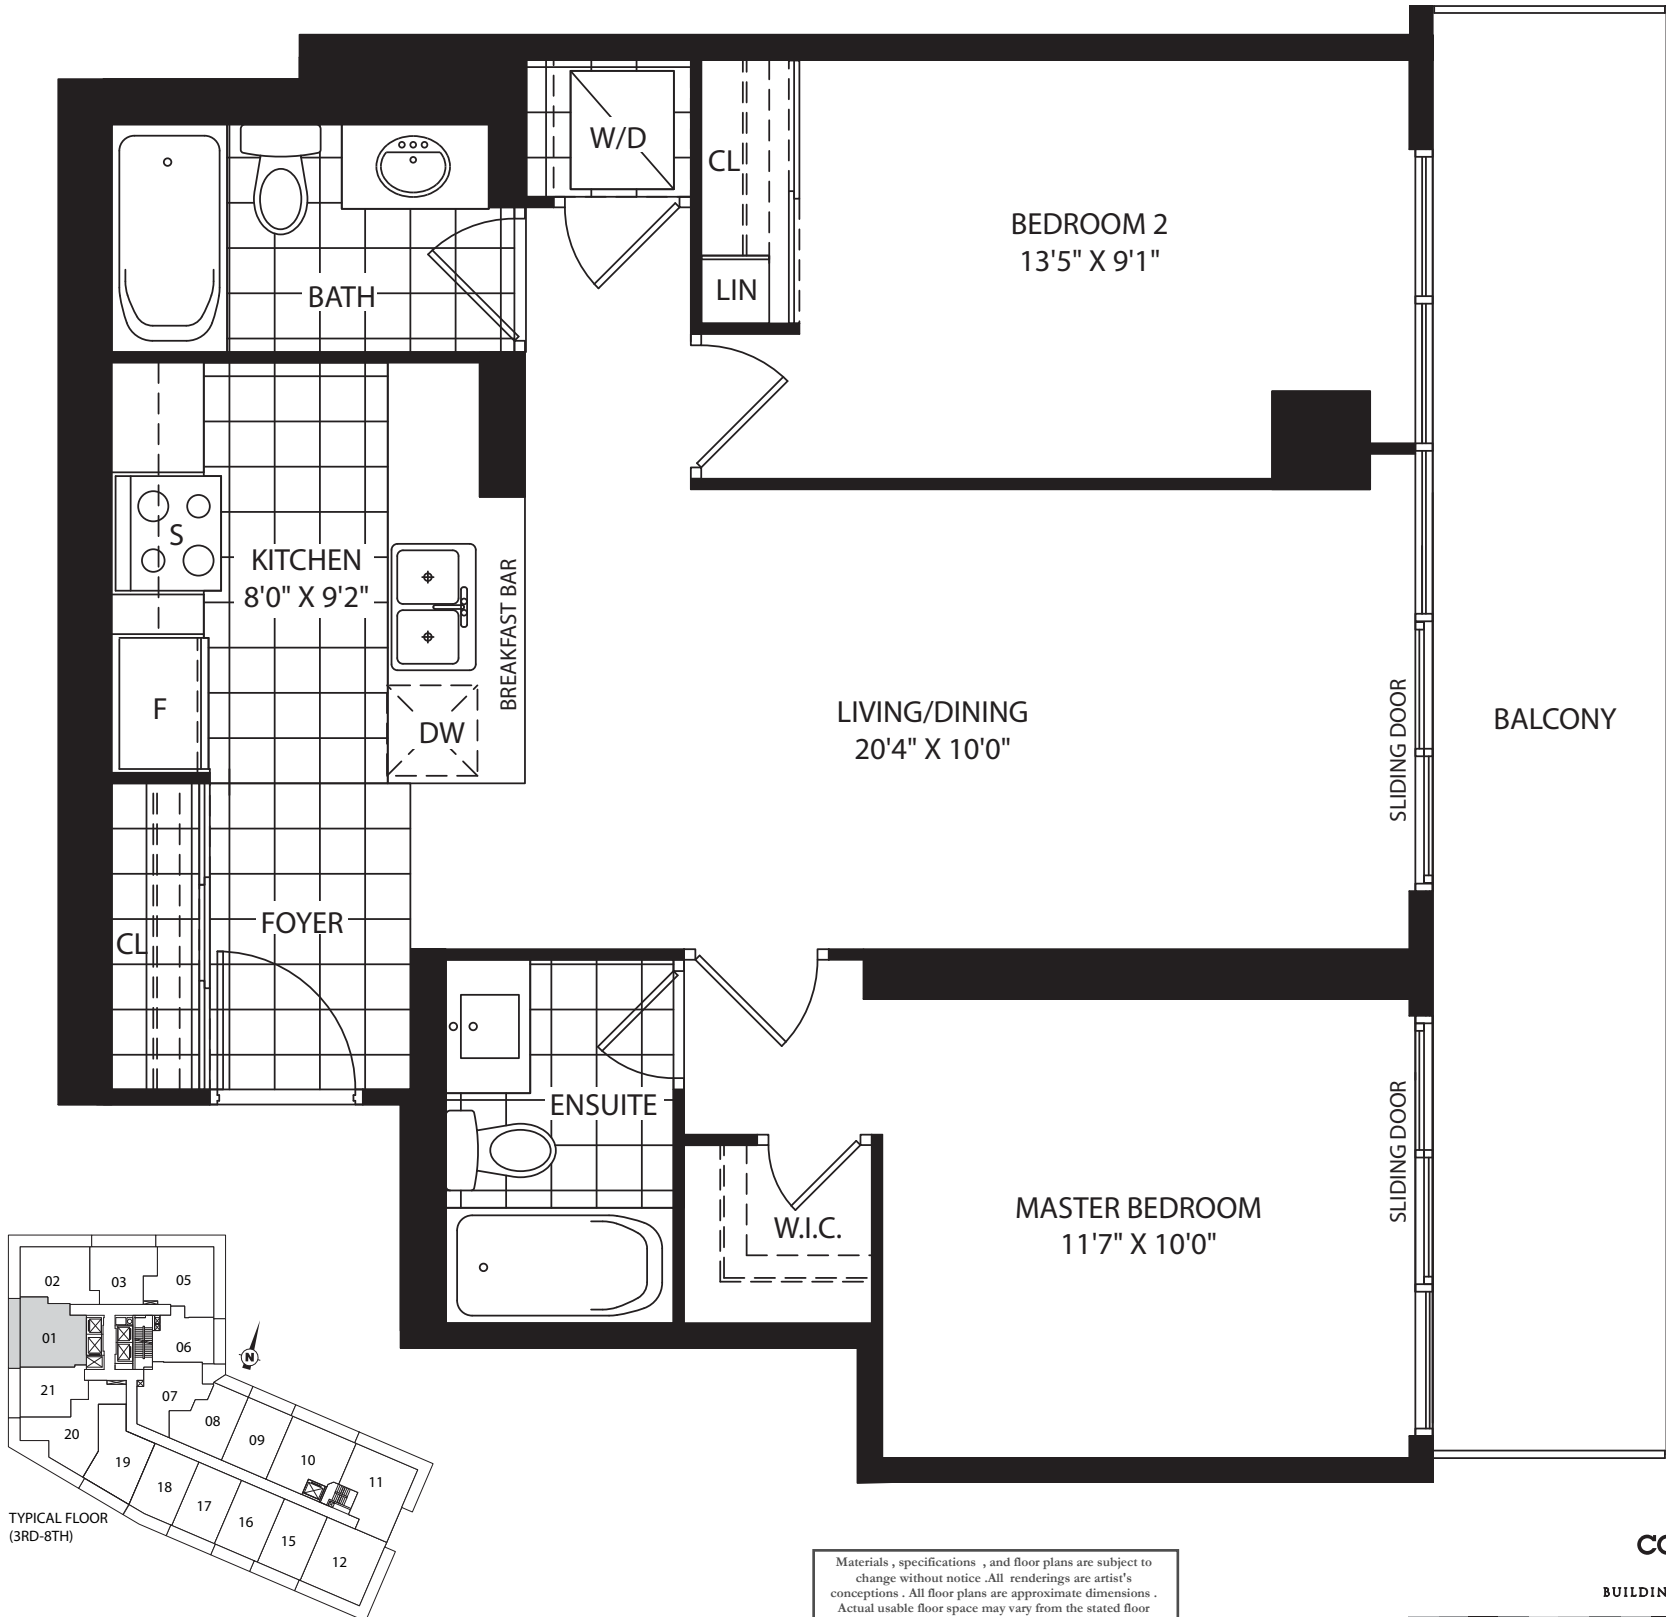 W/D
CL
BEDROOM 2
13'5" X 9'1"
LIN
BATH
S
KITCHEN
8'0" X 9'2"
BREAKFAST BAR
F
DW
LIVING/DINING
20'4" X 10'0"
SLIDING DOOR
BALCONY
FOYER
CL
ENSUITE
W.I.C.
MASTER BEDROOM
11'7" X 10'0"
SLIDING DOOR
02
03
05
01
06
N
21
07
08
20
09
19
10
11
18
17
16
15
12
TYPICAL FLOOR
(3RD-8TH)
Materials , specifications , and floor plans are subject to
change without notice .All renderings are artist's
conceptions . All floor plans are approximate dimensions .
Actual usable floor space may vary from the stated floor